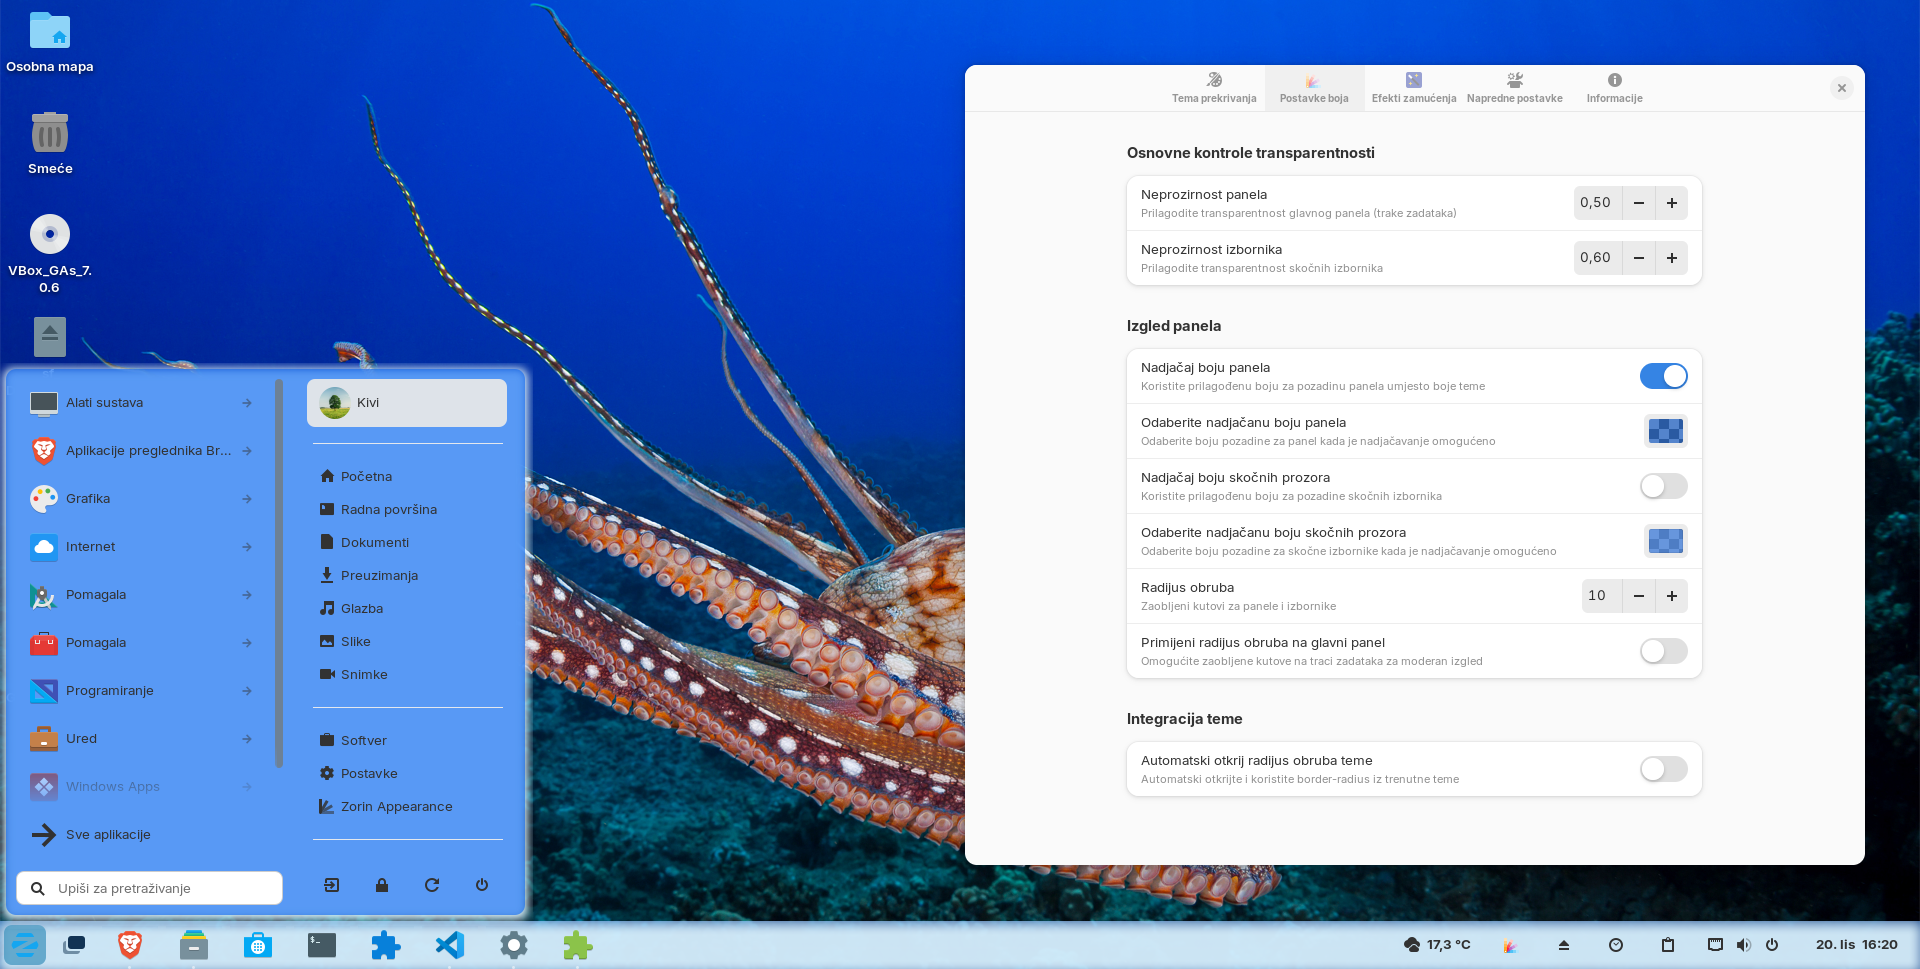 Osobna mapa
Smeće
VBox_GAs_7.
0.6
Alati sustava
Aplikacije preglednika Br...
Grafika
Internet
Pomagala
Pomagala
Programiranje
Ured
Windows Apps
Sve aplikacije
Upiši za pretraživanje
Kivi
Početna
Radna površina
Dokumenti
Preuzimanja
Glazba
Slike
Snimke
Softver
Postavke
Zorin Appearance
Tema prekrivanja
Postavke boja
Efekti zamućenja
Napredne postavke
Informacije
Osnovne kontrole transparentnosti
Neprozirnost panela
Prilagodite transparentnost glavnog panela (trake zadataka)
0,50
Neprozirnost izbornika
Prilagodite transparentnost skočnih izbornika
0,60
Izgled panela
Nadjačaj boju panela
Koristite prilagođenu boju za pozadinu panela umjesto boje teme
Odaberite nadjačanu boju panela
Odaberite boju pozadine za panel kada je nadjačavanje omogućeno
Nadjačaj boju skočnih prozora
Koristite prilagođenu boju za pozadine skočnih izbornika
Odaberite nadjačanu boju skočnih prozora
Odaberite boju pozadine za skočne izbornike kada je nadjačavanje omogućeno
Radijus obruba
Zaobljeni kutovi za panele i izbornike
10
Primijeni radijus obruba na glavni panel
Omogućite zaobljene kutove na traci zadataka za moderan izgled
Integracija teme
Automatski otkrij radijus obruba teme
Automatski otkrijte i koristite border-radius iz trenutne teme
$_
17,3 °C
20. lis 16:20